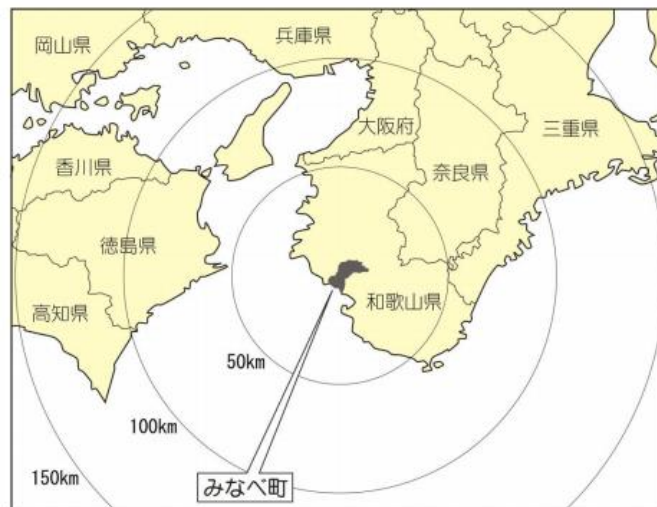 岡山県
兵庫県
大阪府
三重県
香川県
奈良県
徳島県
高知県
和歌山県
50km
100km
150km
みなべ町